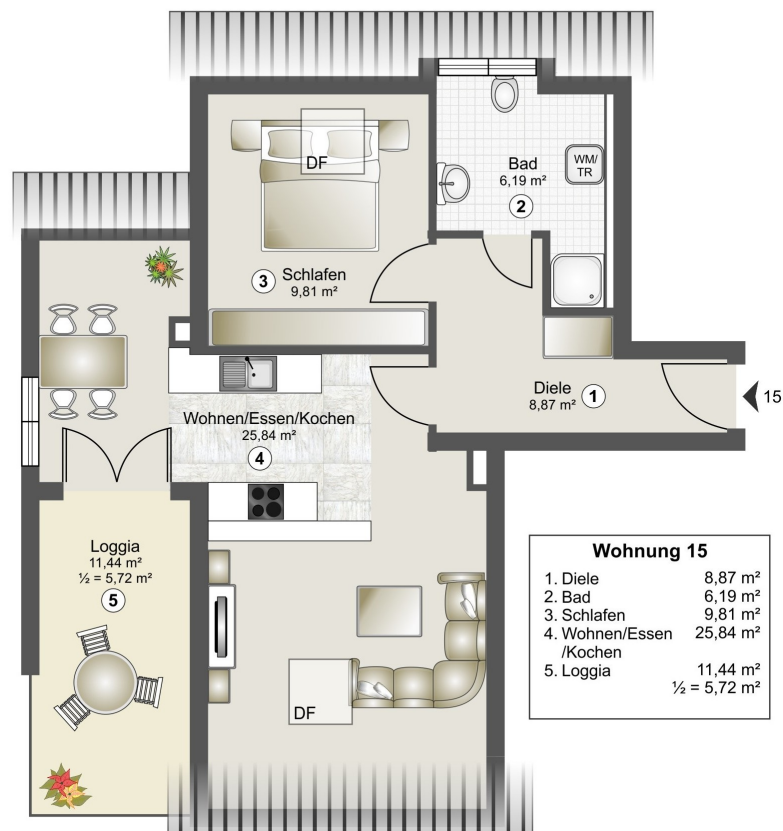 DF
Bad
6,19 m²
2
WM/
TR
3 Schlafen
9,81 m²
Diele
8,87 m² 1
15
Wohnen/Essen/Kochen
25,84 m²
4
Loggia
11,44 m²
½ = 5,72 m²
5
DF
Wohnung 15
1. Diele 8,87 m²
2. Bad 6,19 m²
3. Schlafen 9,81 m²
4. Wohnen/Essen 25,84 m²
/Kochen
5. Loggia 11,44 m²
½ = 5,72 m²